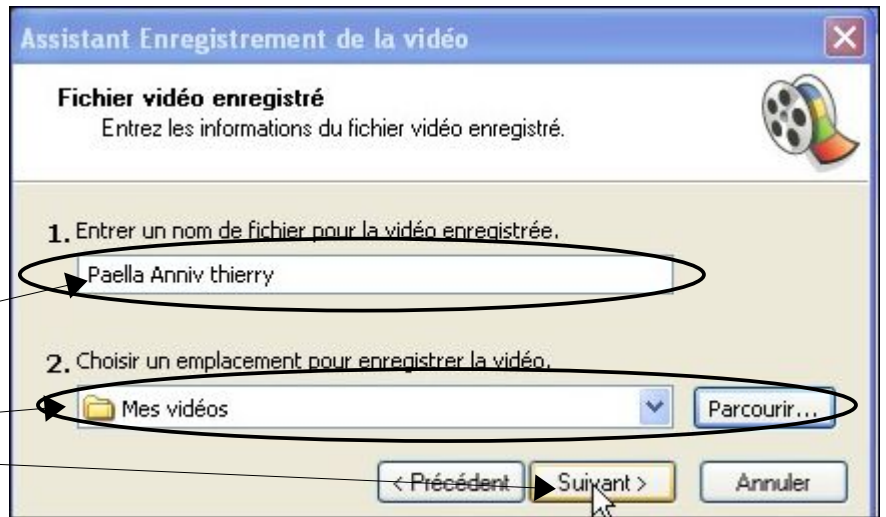 Assistant Enregistrement de la vidéo
Fichier vidéo enregistré
Entrez les informations du fichier vidéo enregistré.
1. Entrer un nom de fichier pour la vidéo enregistrée.
Paella Anniv thierry
2. Choisir un emplacement pour enregistrer la vidéo.
Mes vidéos Parcourir...
< Précédent Suivant > Annuler